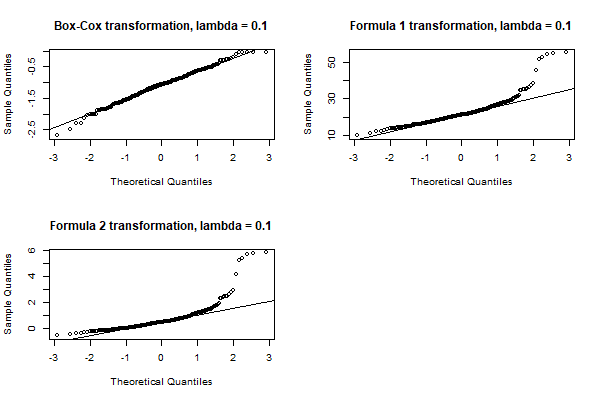 Box-Cox transformation, lambda = 0.1
Sample Quantiles
-0.5
-1.5
-2.5
-3 -2 -1 0 1 2 3
Theoretical Quantiles
Formula 1 transformation, lambda = 0.1
Sample Quantiles
50
30
10
-3 -2 -1 0 1 2 3
Theoretical Quantiles
Formula 2 transformation, lambda = 0.1
Sample Quantiles
6
4
2
0
-3 -2 -1 0 1 2 3
Theoretical Quantiles